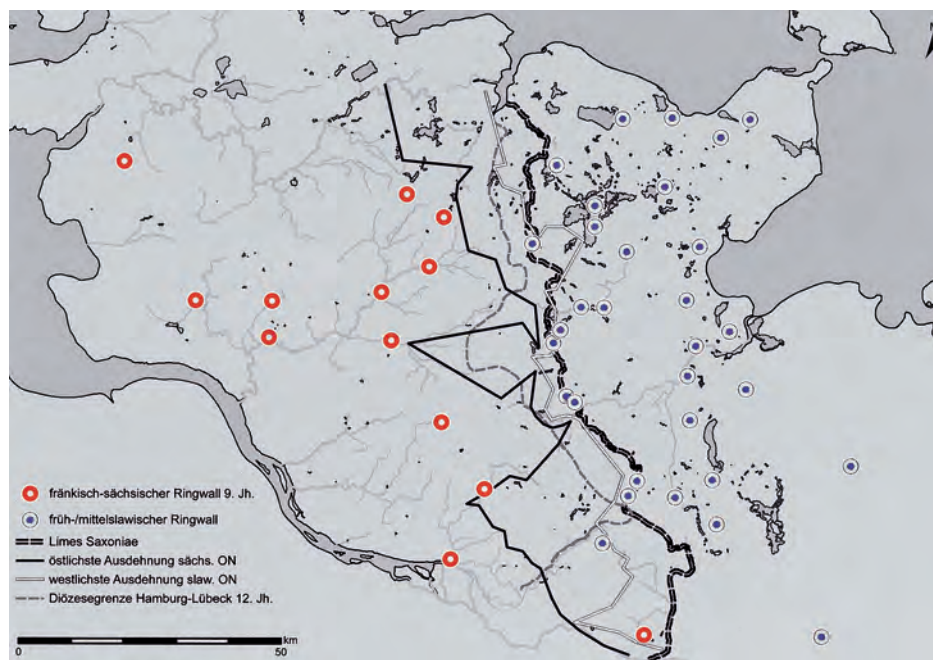 fränkisch-sächsischer Ringwall 9. Jh.
früh-/mittelslawischer Ringwall
Limes Saxoniae
östlichste Ausdehnung sächs. ON
westlichste Ausdehnung slaw. ON
Diözesegrenze Hamburg-Lübeck 12. Jh.
km
0 50